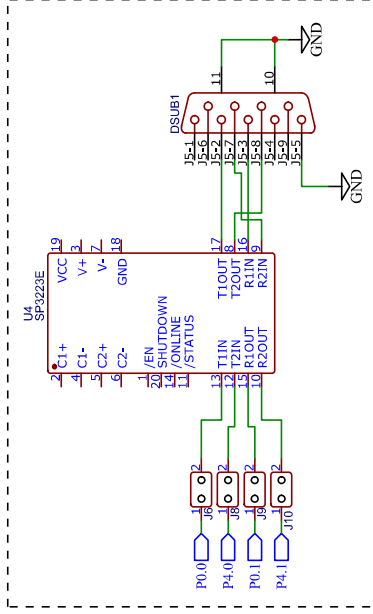 GND
11
10
DSUB1
J5-1
J5-6
J5-2
J5-7
J5-3
J5-8
J5-4
J5-9
J5-5
GND
U4
SP3223E
19 VCC
3 V+
7 V-
18 GND
17 T1OUT
8 T2OUT
16 R1IN
9 R2IN
2 C1+
4 C1-
5 C2+
6 C2-
1 /EN
20 SHUTDOWN
14 /ONLINE
11 /STATUS
13 T1IN
12 T2IN
15 R1OUT
10 R2OUT
1 2 J6
1 2 J8
1 2 J9
1 2 J10
P0.0
P4.0
P0.1
P4.1